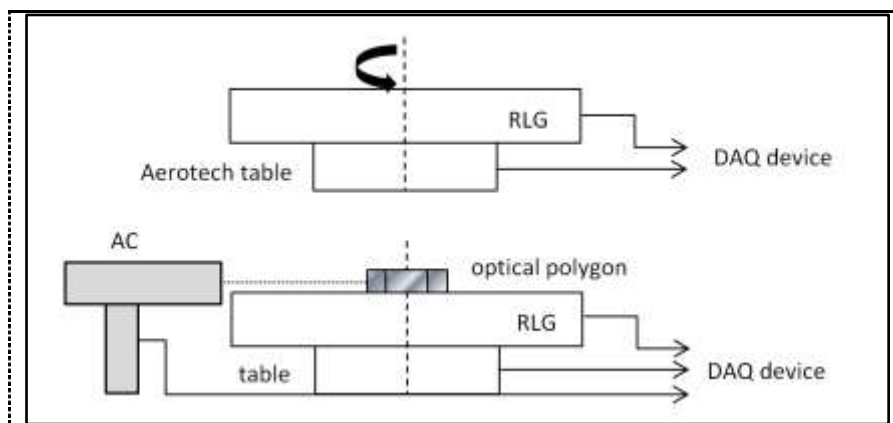 RLG
DAQ device
Aerotech table
AC
optical polygon
RLG
table
DAQ device